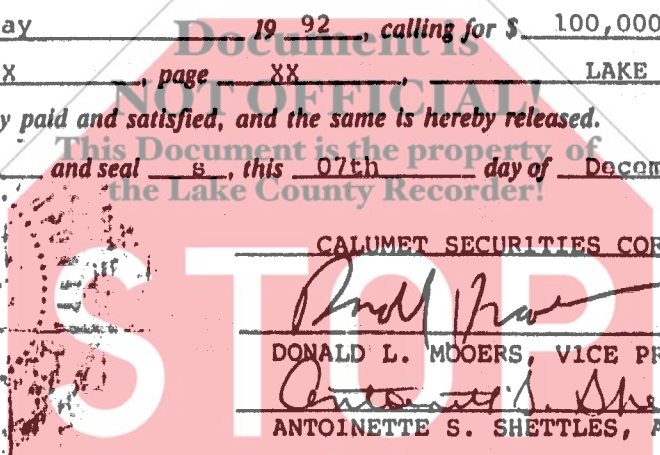 ay 19 92, calling for $ 100,000
Document is
X, page XX, LAKE
NOT OFFICIAL!
y paid and satisfied, and the same is hereby released.
This Document is the property of
and seal s, this 07th day of Decem
the Lake County Recorder!
CALUMET SECURITIES COR
STOP
DONALD L. MOOERS, VICE PR
Antoinette S. She
ANTOINETTE S. SHETTLES, A